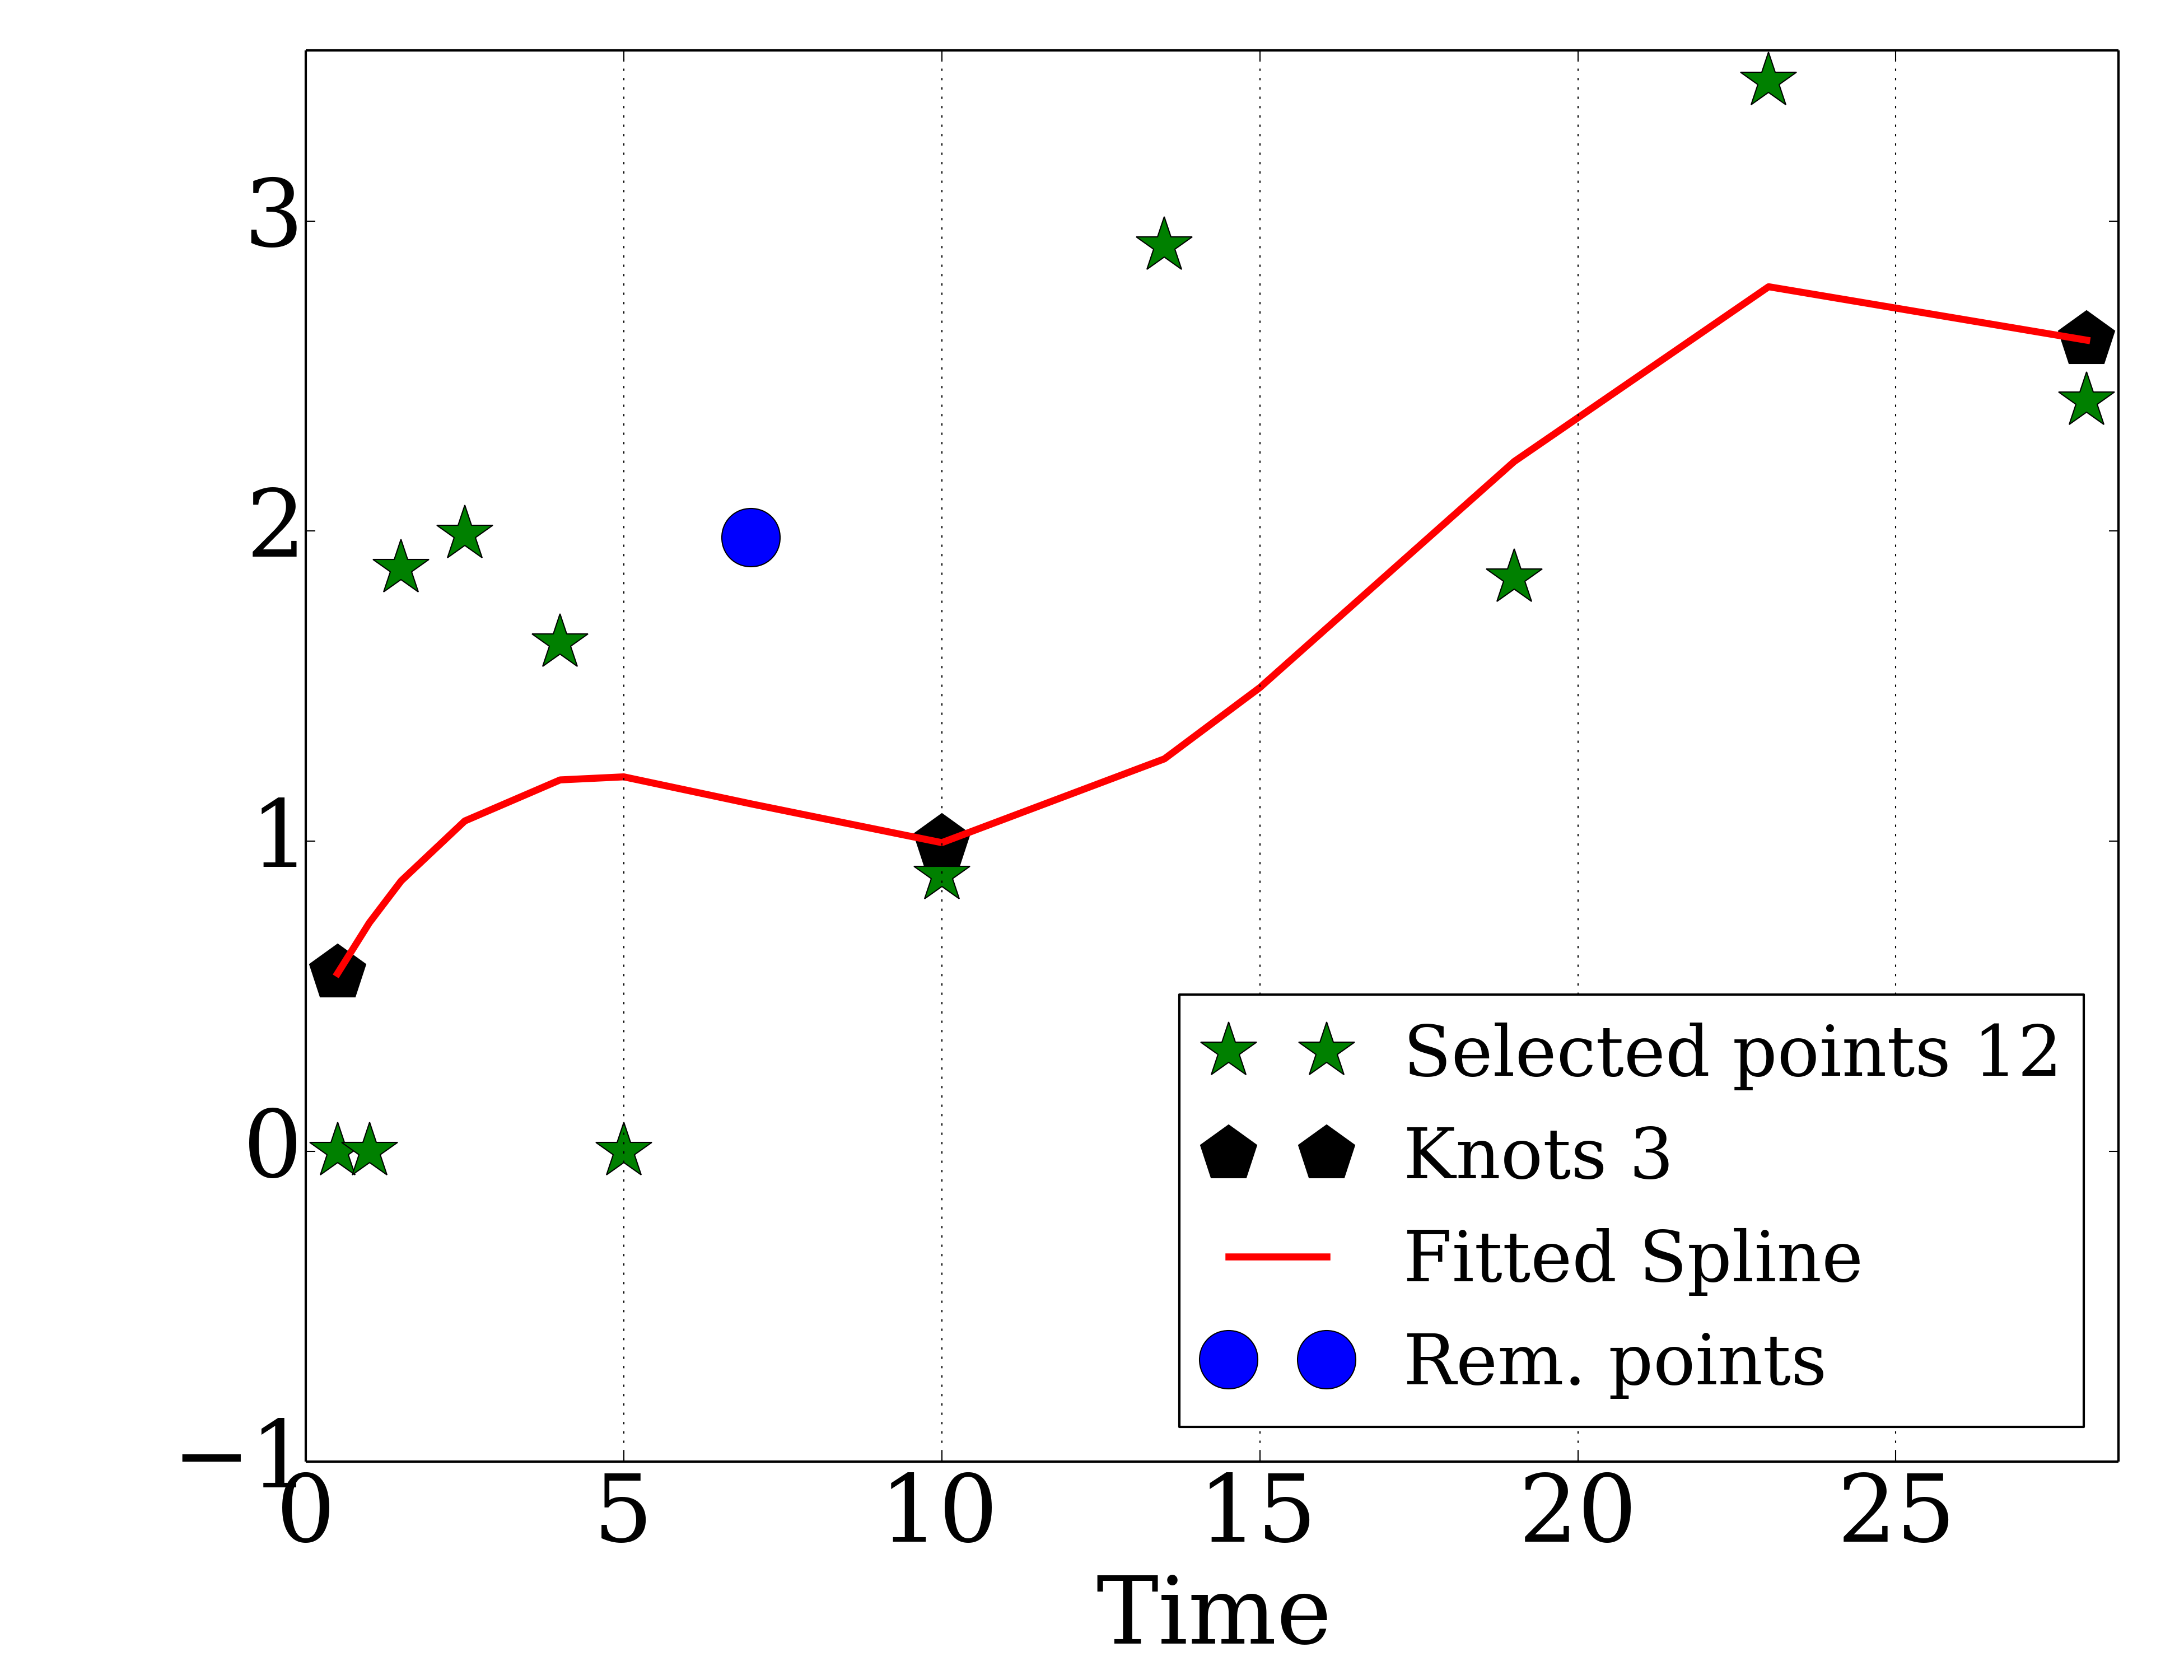 3
2
1
0
−1
0 5 10 15 20 25
Time
Selected points 12
Knots 3
Fitted Spline
Rem. points